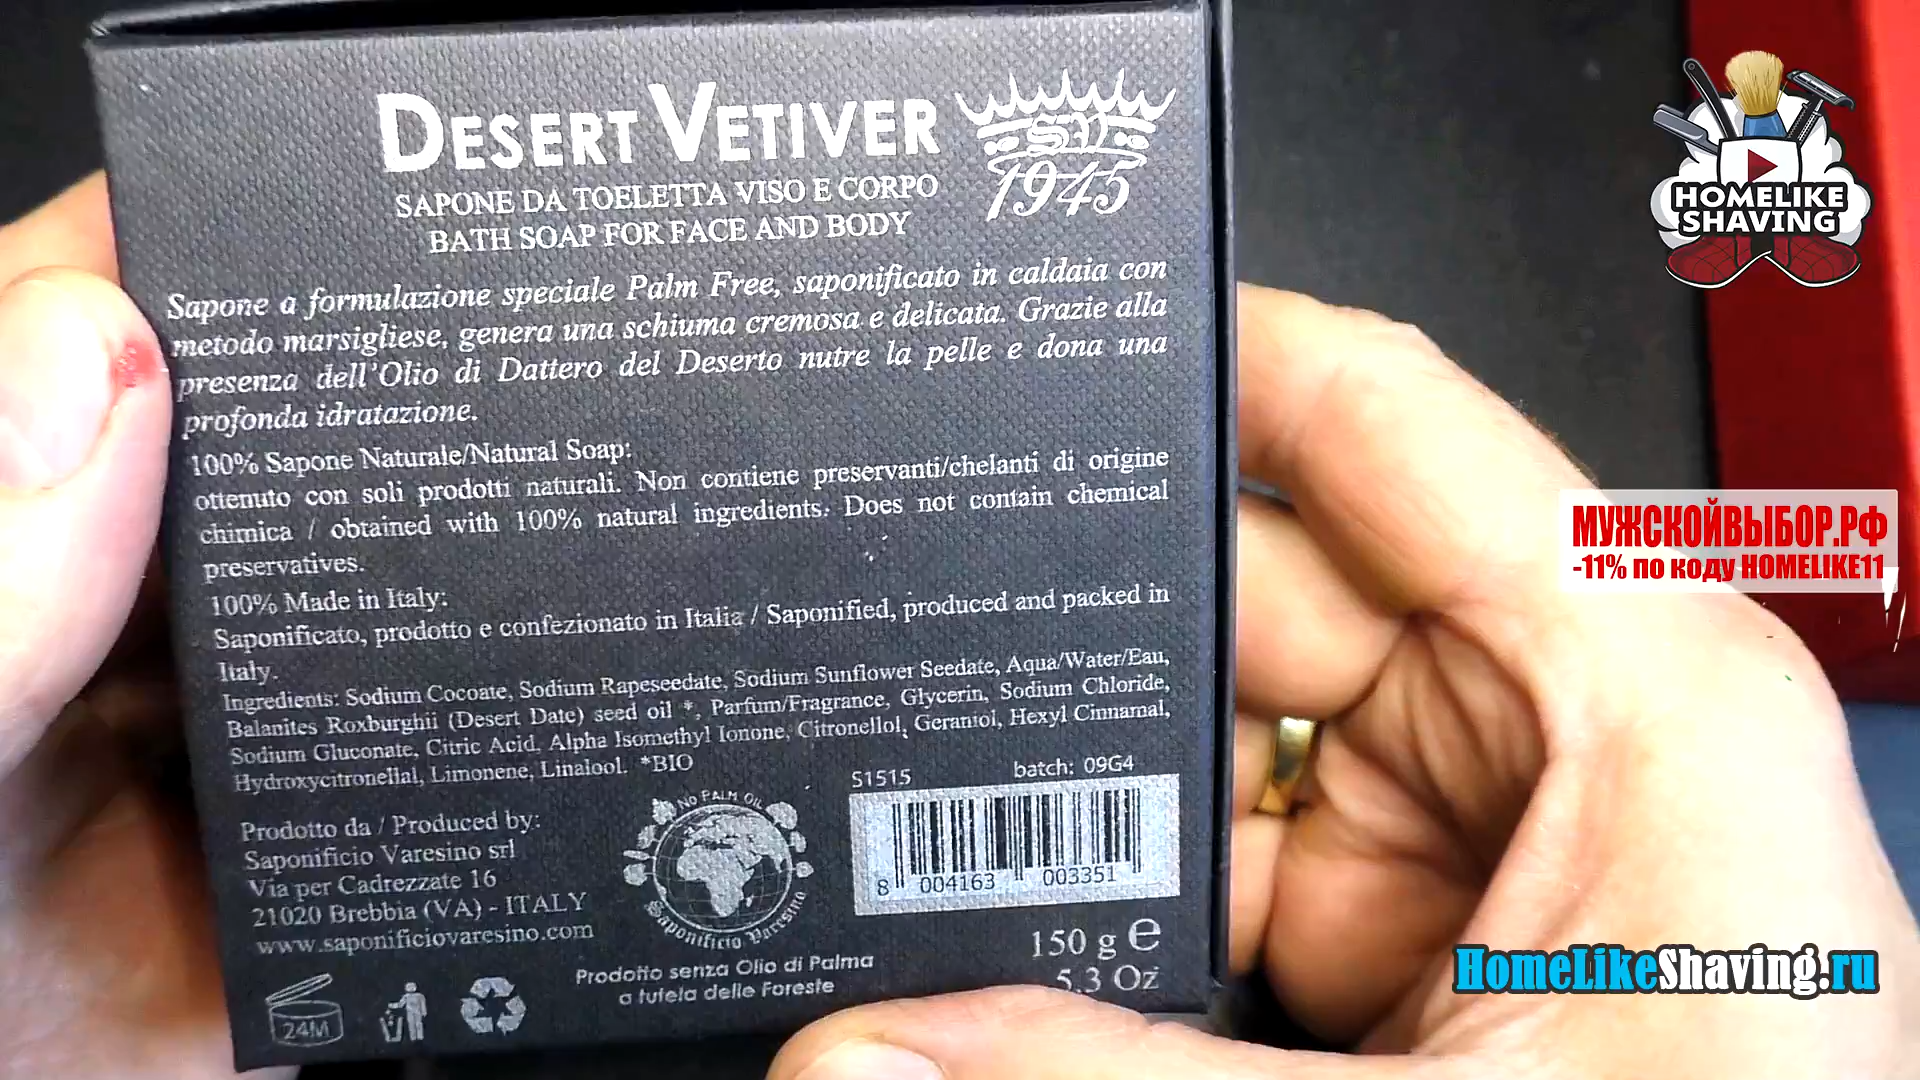 DESERT VETIVER
SAPONE DA TOELETTA VISO E CORPO
BATH SOAP FOR FACE AND BODY
SV
1945
Sapone a formulazione speciale Palm Free, saponificato in caldaia con
metodo marsigliese, genera una schiuma cremosa e delicata. Grazie alla
presenza dell'Olio di Dattero del Deserto nutre la pelle e dona una
profonda idratazione.
100% Sapone Naturale/Natural Soap:
ottenuto con soli prodotti naturali. Non contiene preservanti/chelanti di origine
chimica / obtained with 100% natural ingredients. Does not contain chemical
preservatives.
100% Made in Italy:
Saponificato, prodotto e confezionato in Italia / Saponified, produced and packed in
Italy.
Ingredients: Sodium Cocoate, Sodium Rapeseedate, Sodium Sunflower Seedate, Aqua/Water/Eau,
Balanites Roxburghii (Desert Date) seed oil *, Parfum/Fragrance, Glycerin, Sodium Chloride,
Sodium Gluconate, Citric Acid, Alpha Isomethyl Ionone, Citronellol, Geraniol, Hexyl Cinnamal,
Hydroxycitronellal, Limonene, Linalool. *BIO
S1515 batch: 09G4
8 004163 003351
Prodotto da / Produced by:
Saponificio Varesino srl
Via per Cadrezzate 16
21020 Brebbia (VA) - ITALY
www.saponificiovaresino.com
NO PALM OIL
Saponificio Varesino
Prodotto senza Olio di Palma
a tutela delle Foreste
150 g e
5.3 Oz
24M
HOMELIKE
SHAVING
МУЖСКОЙВЫБОР.РФ
-11% по коду HOMELIKE11
HomeLikeShaving.ru